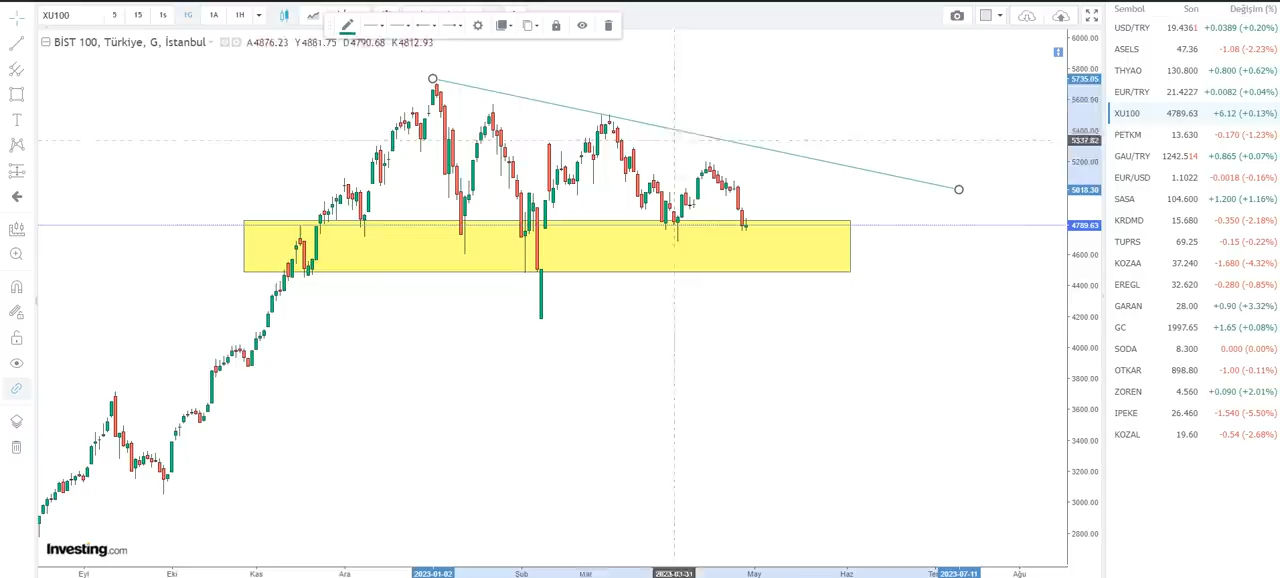 XU100 5 15 1s 1G 1A 1H
BİST 100, Türkiye, G, İstanbul A4876.23 Y4881.75 D4790.68 K4812.93
6000.00
5800.00
5735.05
5600.00
5400.00
5337.82
5200.00
5018.30
4789.63
4600.00
4400.00
4200.00
4000.00
3800.00
3600.00
3400.00
3200.00
3000.00
2800.00
Investing.com
Eyl Eki Kas Ara 2023-01-02 Şub Mar 2023-03-31 May Haz Te 2023-07-11 Ağu
Sembol Son Değişim (%)
USD/TRY 19.4361 +0.0389 (+0.20%)
ASELS 47.36 -1.08 (-2.23%)
THYAO 130.800 +0.800 (+0.62%)
EUR/TRY 21.4227 +0.0082 (+0.04%)
XU100 4789.63 +6.12 (+0.13%)
PETKM 13.630 -0.170 (-1.23%)
GAU/TRY 1242.514 +0.865 (+0.07%)
EUR/USD 1.1022 -0.0018 (-0.16%)
SASA 104.600 +1.200 (+1.16%)
KRDMD 15.680 -0.350 (-2.18%)
TUPRS 69.25 -0.15 (-0.22%)
KOZAA 37.240 -1.680 (-4.32%)
EREGL 32.620 -0.280 (-0.85%)
GARAN 28.00 +0.90 (+3.32%)
GC 1997.65 +1.65 (+0.08%)
SODA 8.300 0.000 (0.00%)
OTKAR 898.80 -1.00 (-0.11%)
ZOREN 4.560 +0.090 (+2.01%)
IPEKE 26.460 -1.540 (-5.50%)
KOZAL 19.60 -0.54 (-2.68%)